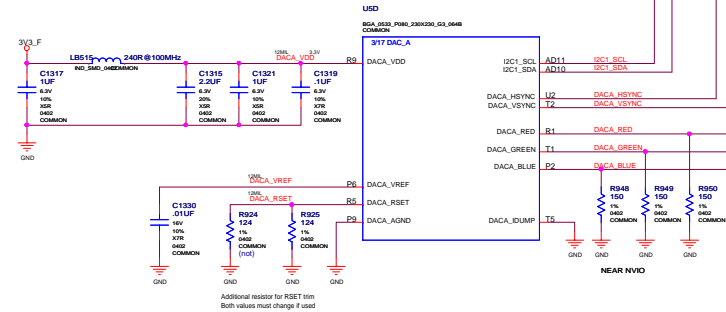 U5D
BGA_0533_P080_230X230_G3_064B
COMMON
3/17 DAC_A
3V3_F
LB515
240R@100MHz
IND_SMD_0402
COMMON
12MIL
3.3V
DACA_VDD
R9
DACA_VDD
C1317
1UF
6.3V
10%
X5R
0402
COMMON
C1315
2.2UF
6.3V
20%
X5R
0402
COMMON
C1321
1UF
6.3V
10%
X5R
0402
COMMON
C1319
.1UF
6.3V
10%
X5R
0402
COMMON
GND
I2C1_SCL
AD11
I2C1_SCL
I2C1_SDA
AD10
I2C1_SDA
DACA_HSYNC
U2
DACA_HSYNC
DACA_VSYNC
T2
DACA_VSYNC
DACA_RED
R1
DACA_RED
DACA_GREEN
T1
DACA_GREEN
DACA_BLUE
P2
DACA_BLUE
12MIL
DACA_VREF
P6
DACA_VREF
12MIL
DACA_RSET
R5
DACA_RSET
P9
DACA_AGND
DACA_IDUMP
T5
C1330
.01UF
16V
10%
X7R
0402
COMMON
R924
124
1%
0402
COMMON
(not)
R925
124
1%
0402
COMMON
R948
150
1%
0402
COMMON
R949
150
1%
0402
COMMON
R950
150
1%
0402
COMMON
GND
GND
GND
GND
GND
GND
GND
GND
NEAR NVIO
Additional resistor for RSET trim
Both values must change if used